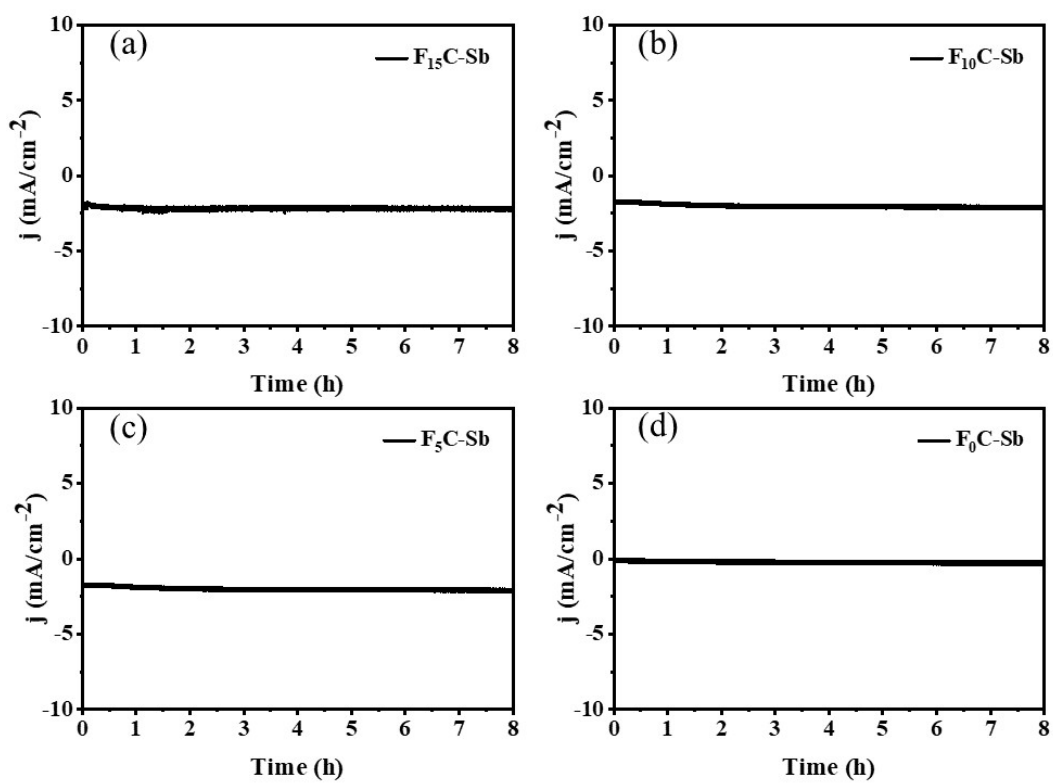 (a)
F₁₅C-Sb
10
5
0
-5
-10
j (mA/cm⁻²)
0 1 2 3 4 5 6 7 8
Time (h)
(b)
F₁₀C-Sb
10
5
0
-5
-10
j (mA/cm⁻²)
0 1 2 3 4 5 6 7 8
Time (h)
(c)
F₅C-Sb
10
5
0
-5
-10
j (mA/cm⁻²)
0 1 2 3 4 5 6 7 8
Time (h)
(d)
F₀C-Sb
10
5
0
-5
-10
j (mA/cm⁻²)
0 1 2 3 4 5 6 7 8
Time (h)